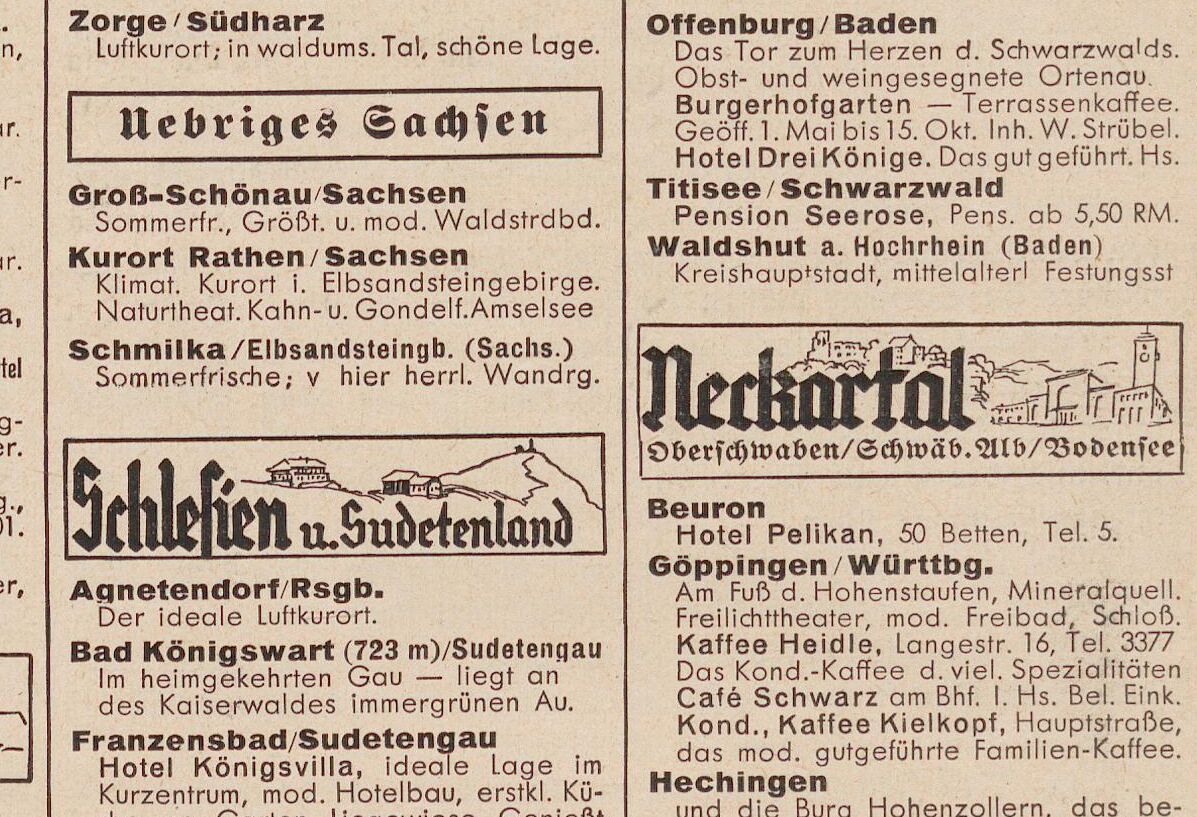 Zorge / Südharz
Luftkurort; in waldums. Tal, schöne Lage.
Uebriges Sachsen
Groß-Schönau/Sachsen
Sommerfr., Größt. u. mod. Waldstrdbd.
Kurort Rathen / Sachsen
Klimat. Kurort i. Elbsandsteingebirge.
Naturtheat. Kahn- u. Gondelf. Amselsee
Schmilka/Elbsandsteingb. (Sachs.)
Sommerfrische; v hier herrl. Wandrg.
Schlesien u. Sudetenland
Agnetendorf/Rsgb.
Der ideale Luftkurort.
Bad Königswart (723 m)/Sudetengau
Im heimgekehrten Gau — liegt an
des Kaiserwaldes immergrünen Au.
Franzensbad/Sudetengau
Hotel Königsvilla, ideale Lage im
Kurzentrum, mod. Hotelbau, erstkl. Kü-
Offenburg/Baden
Das Tor zum Herzen d. Schwarzwalds.
Obst- und weingesegnete Ortenau.
Burgerhofgarten — Terrassenkaffee.
Geöff. 1. Mai bis 15. Okt. Inh. W. Strübel.
Hotel Drei Könige. Das gut geführt. Hs.
Titisee / Schwarzwald
Pension Seerose, Pens. ab 5,50 RM.
Waldshut a. Hochrhein (Baden)
Kreishauptstadt, mittelalterl Festungsst
Neckartal
Oberschwaben/Schwäb. Alb/Bodensee
Beuron
Hotel Pelikan, 50 Betten, Tel. 5.
Göppingen / Württbg.
Am Fuß d. Hohenstaufen, Mineralquell.
Freilichttheater, mod. Freibad, Schloß.
Kaffee Heidle, Langestr. 16, Tel. 3377
Das Kond.-Kaffee d. viel. Spezialitäten
Café Schwarz am Bhf. I. Hs. Bel. Eink.
Kond., Kaffee Kielkopf, Hauptstraße,
das mod. gutgeführte Familien-Kaffee.
Hechingen
und die Burg Hohenzollern, das be-